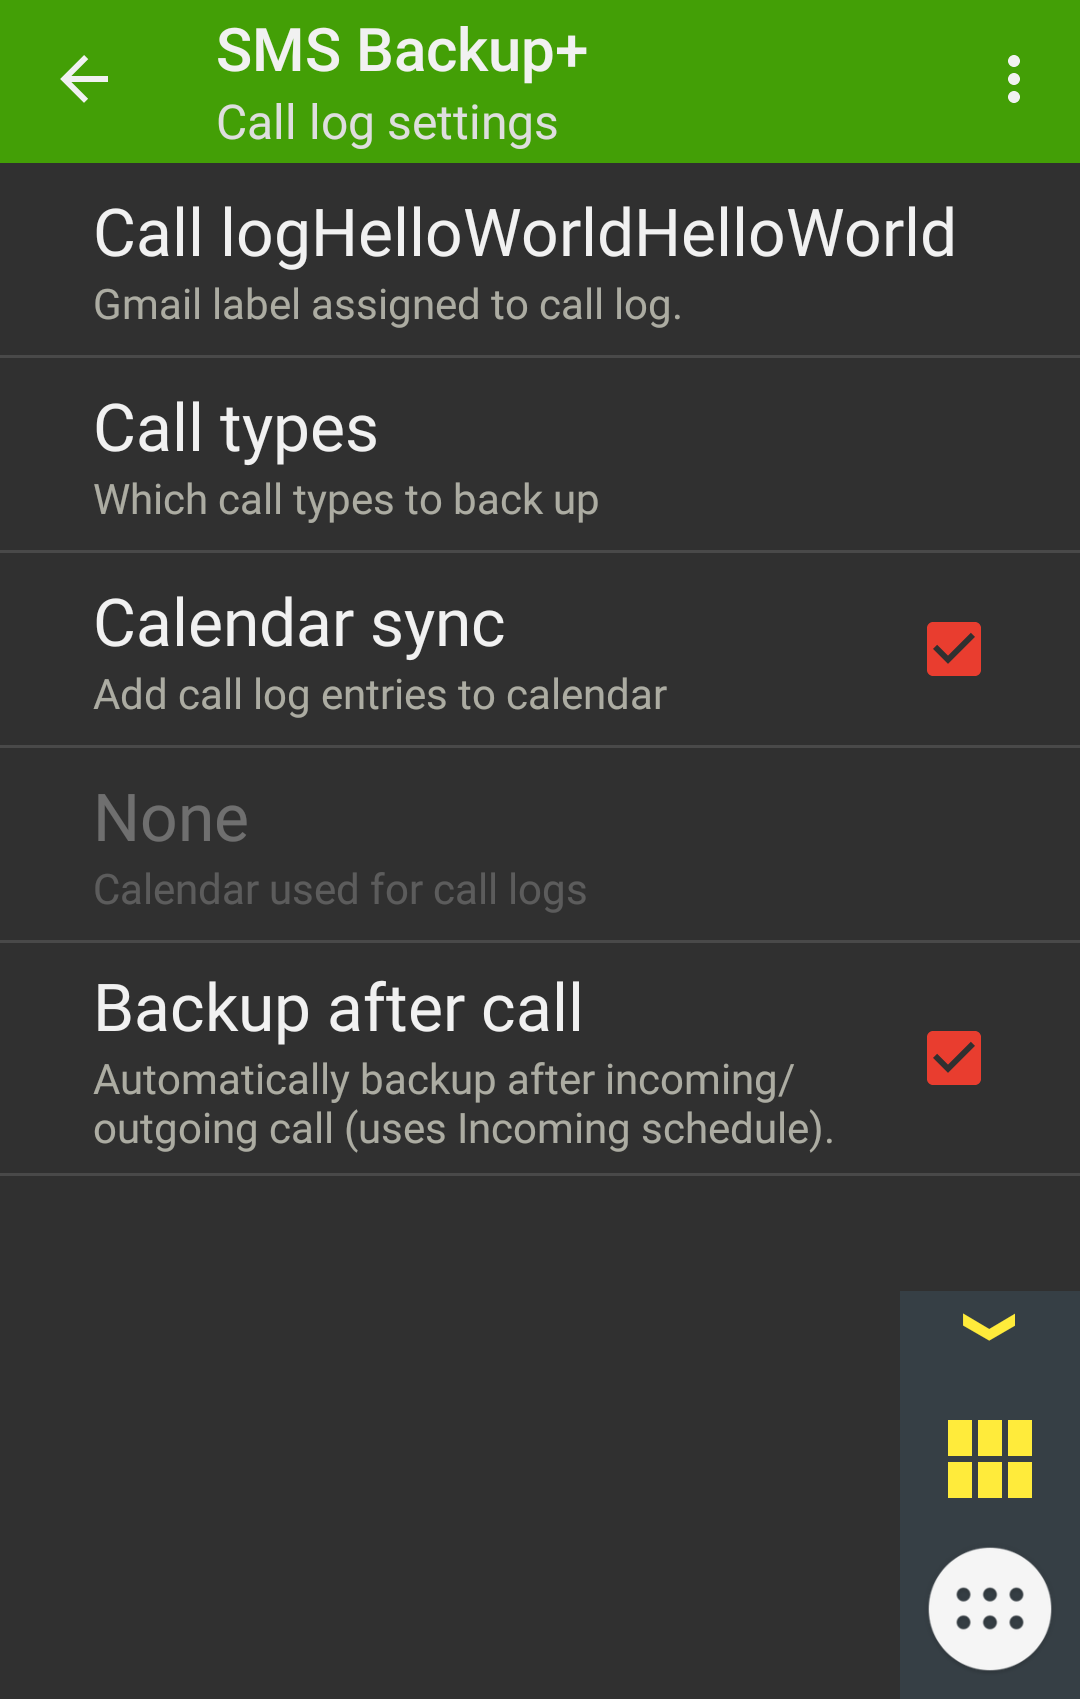 SMS Backup+
Call log settings
Call logHelloWorldHelloWorld
Gmail label assigned to call log.
Call types
Which call types to back up
Calendar sync
Add call log entries to calendar
None
Calendar used for call logs
Backup after call
Automatically backup after incoming/
outgoing call (uses Incoming schedule).